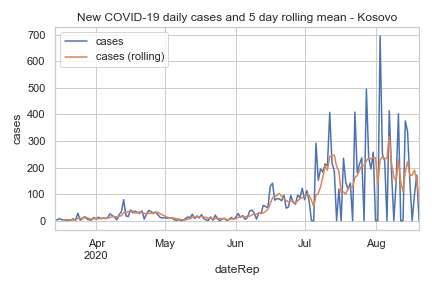 New COVID-19 daily cases and 5 day rolling mean - Kosovo
cases
cases (rolling)
700
600
500
400
300
200
100
0
cases
Apr
2020
May
Jun
Jul
Aug
dateRep